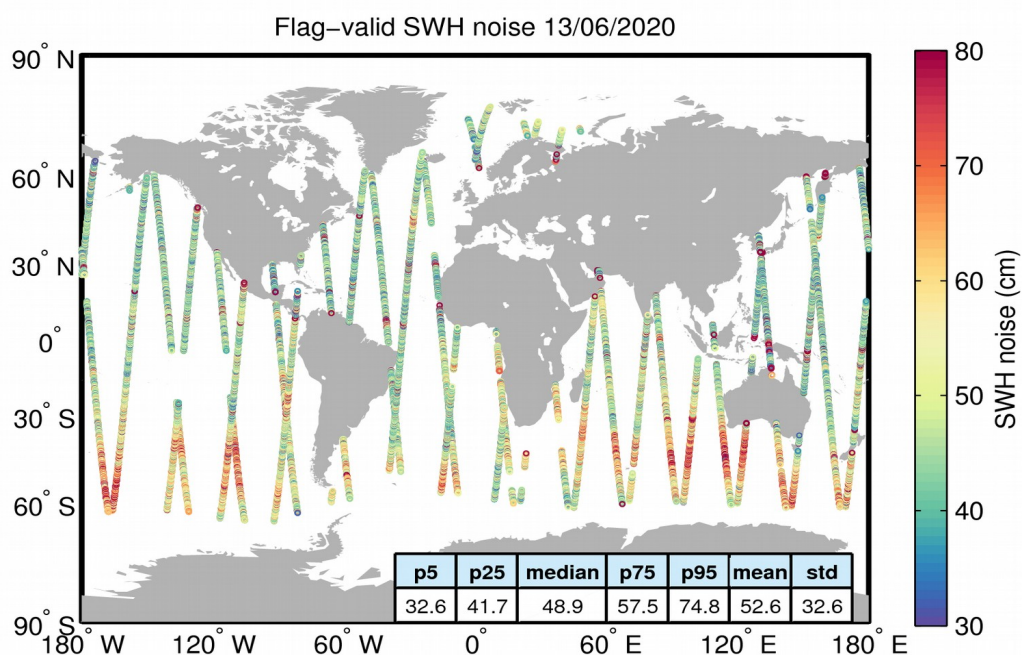 Flag−valid SWH noise 13/06/2020
90° N
60° N
30° N
0°
30° S
60° S
90° S
180° W
120° W
60° W
0°
60° E
120° E
180° E
80
70
60
50
40
30
SWH noise (cm)
p5 p25 median p75 p95 mean std
32.6 41.7 48.9 57.5 74.8 52.6 32.6